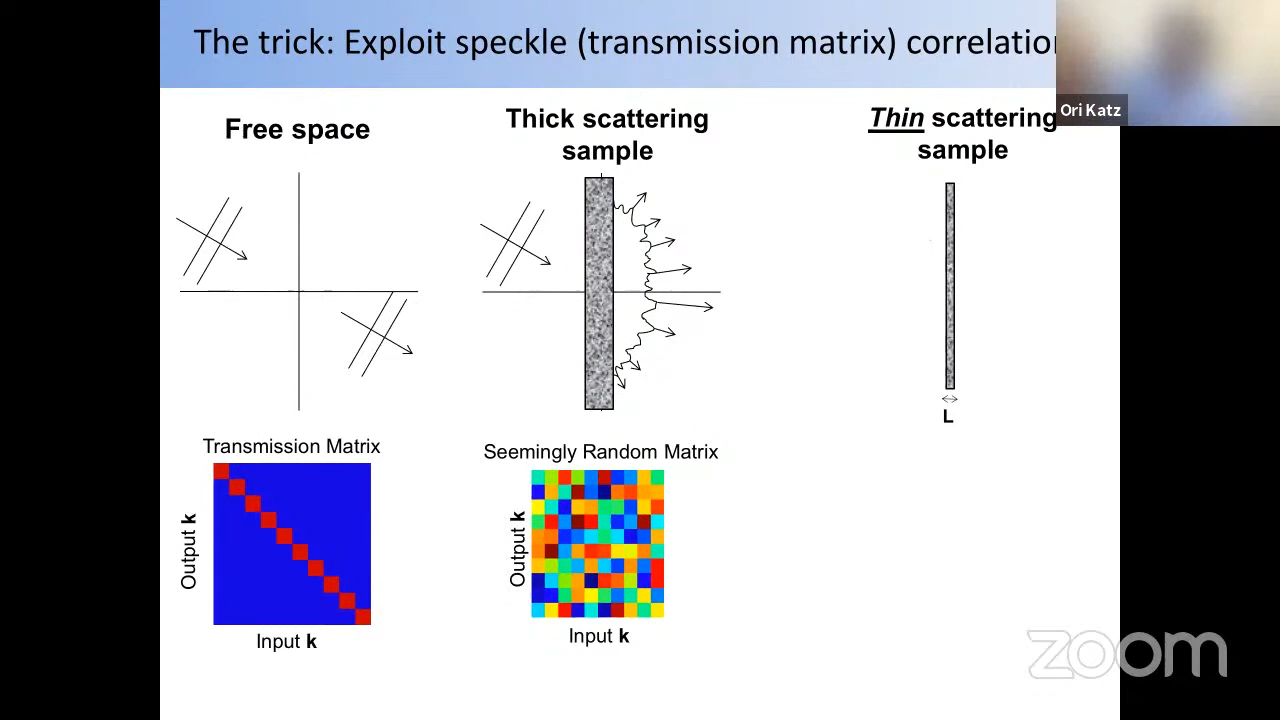 The trick: Exploit speckle (transmission matrix) correlation
Ori Katz
Free space
Thick scattering
sample
Thin scattering
sample
L
Transmission Matrix
Output k
Input k
Seemingly Random Matrix
Output k
Input k
zoom